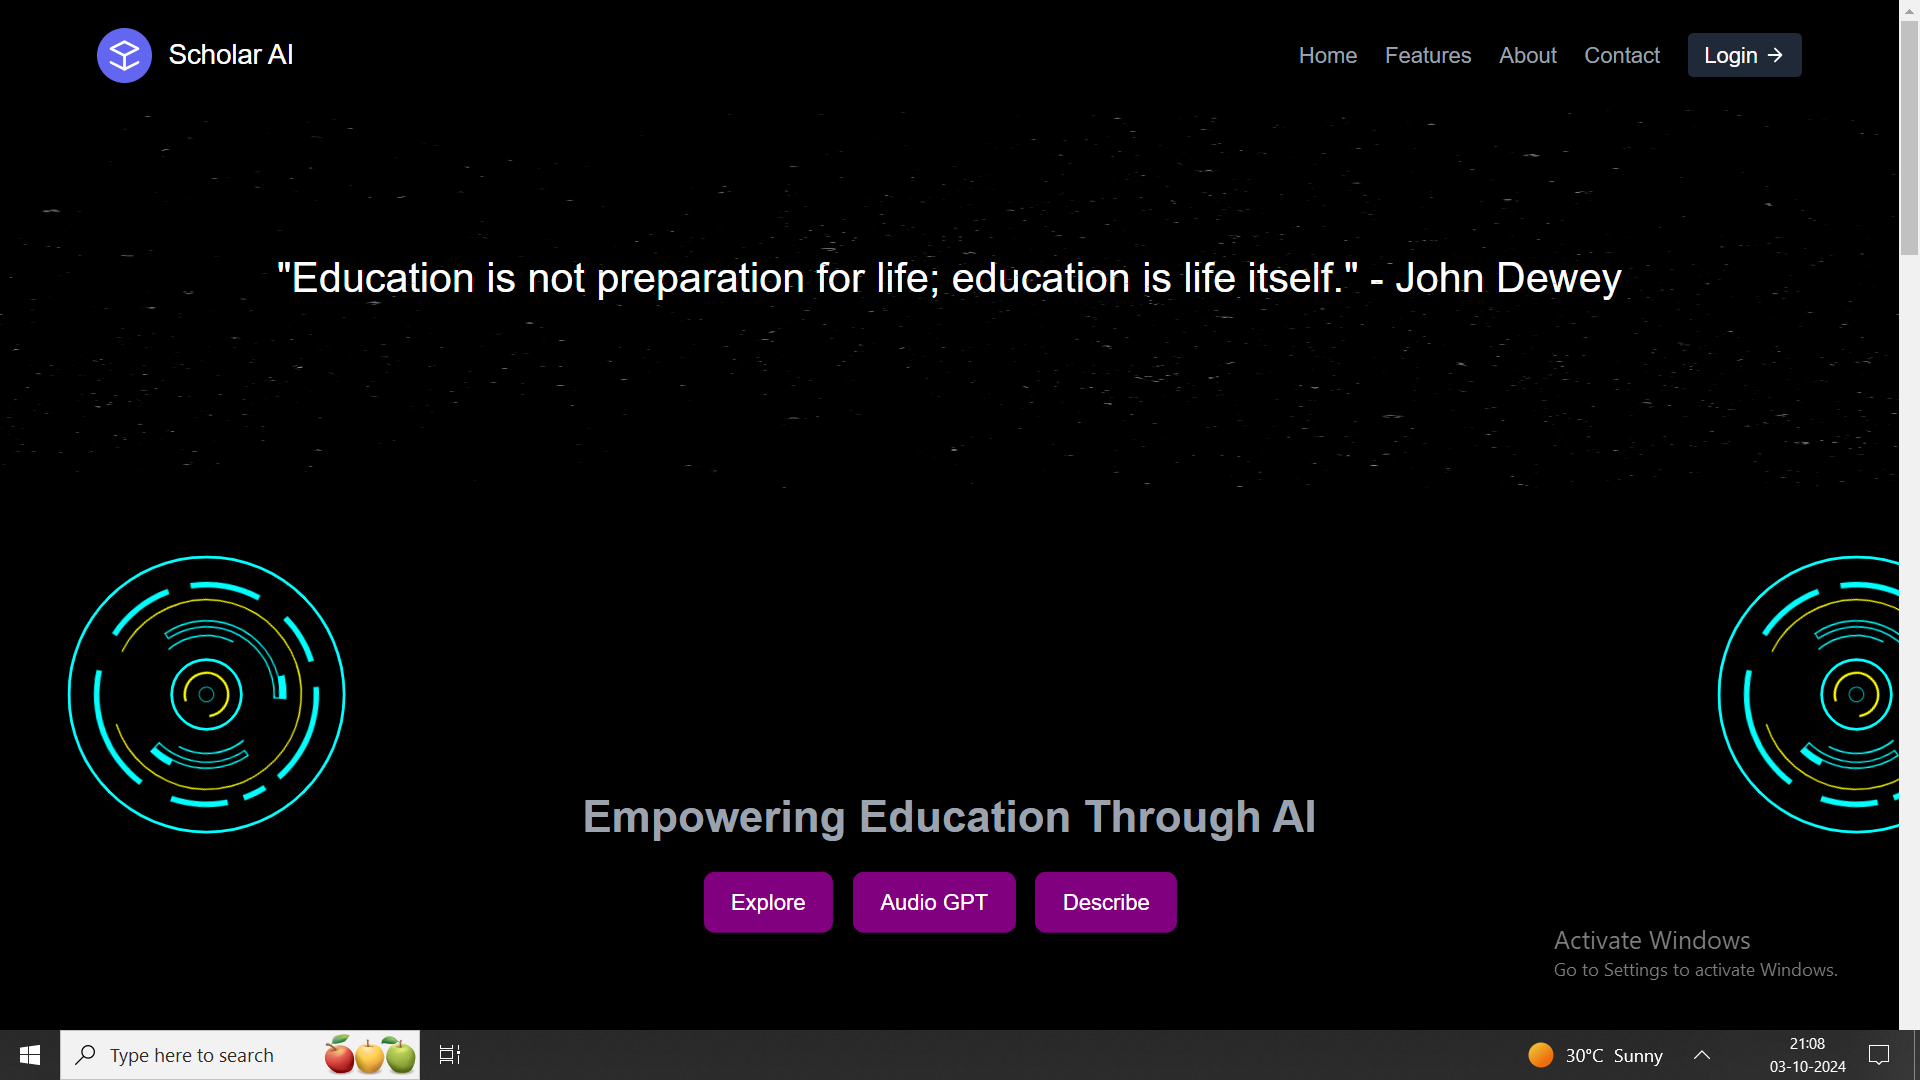 Scholar AI
Home Features About Contact Login →
"Education is not preparation for life; education is life itself." - John Dewey
Empowering Education Through AI
Explore Audio GPT Describe
Activate Windows
Go to Settings to activate Windows.
Type here to search
30°C Sunny
21:08
03-10-2024